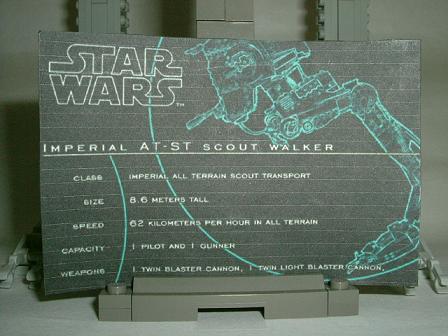 STAR
WARS™
IMPERIAL AT-ST SCOUT WALKER
CLASS IMPERIAL ALL TERRAIN SCOUT TRANSPORT
SIZE 8.6 METERS TALL
SPEED 62 KILOMETERS PER HOUR IN ALL TERRAIN
CAPACITY 1 PILOT AND 1 GUNNER
WEAPONS 1 TWIN BLASTER CANNON, 1 TWIN LIGHT BLASTER CANNON,